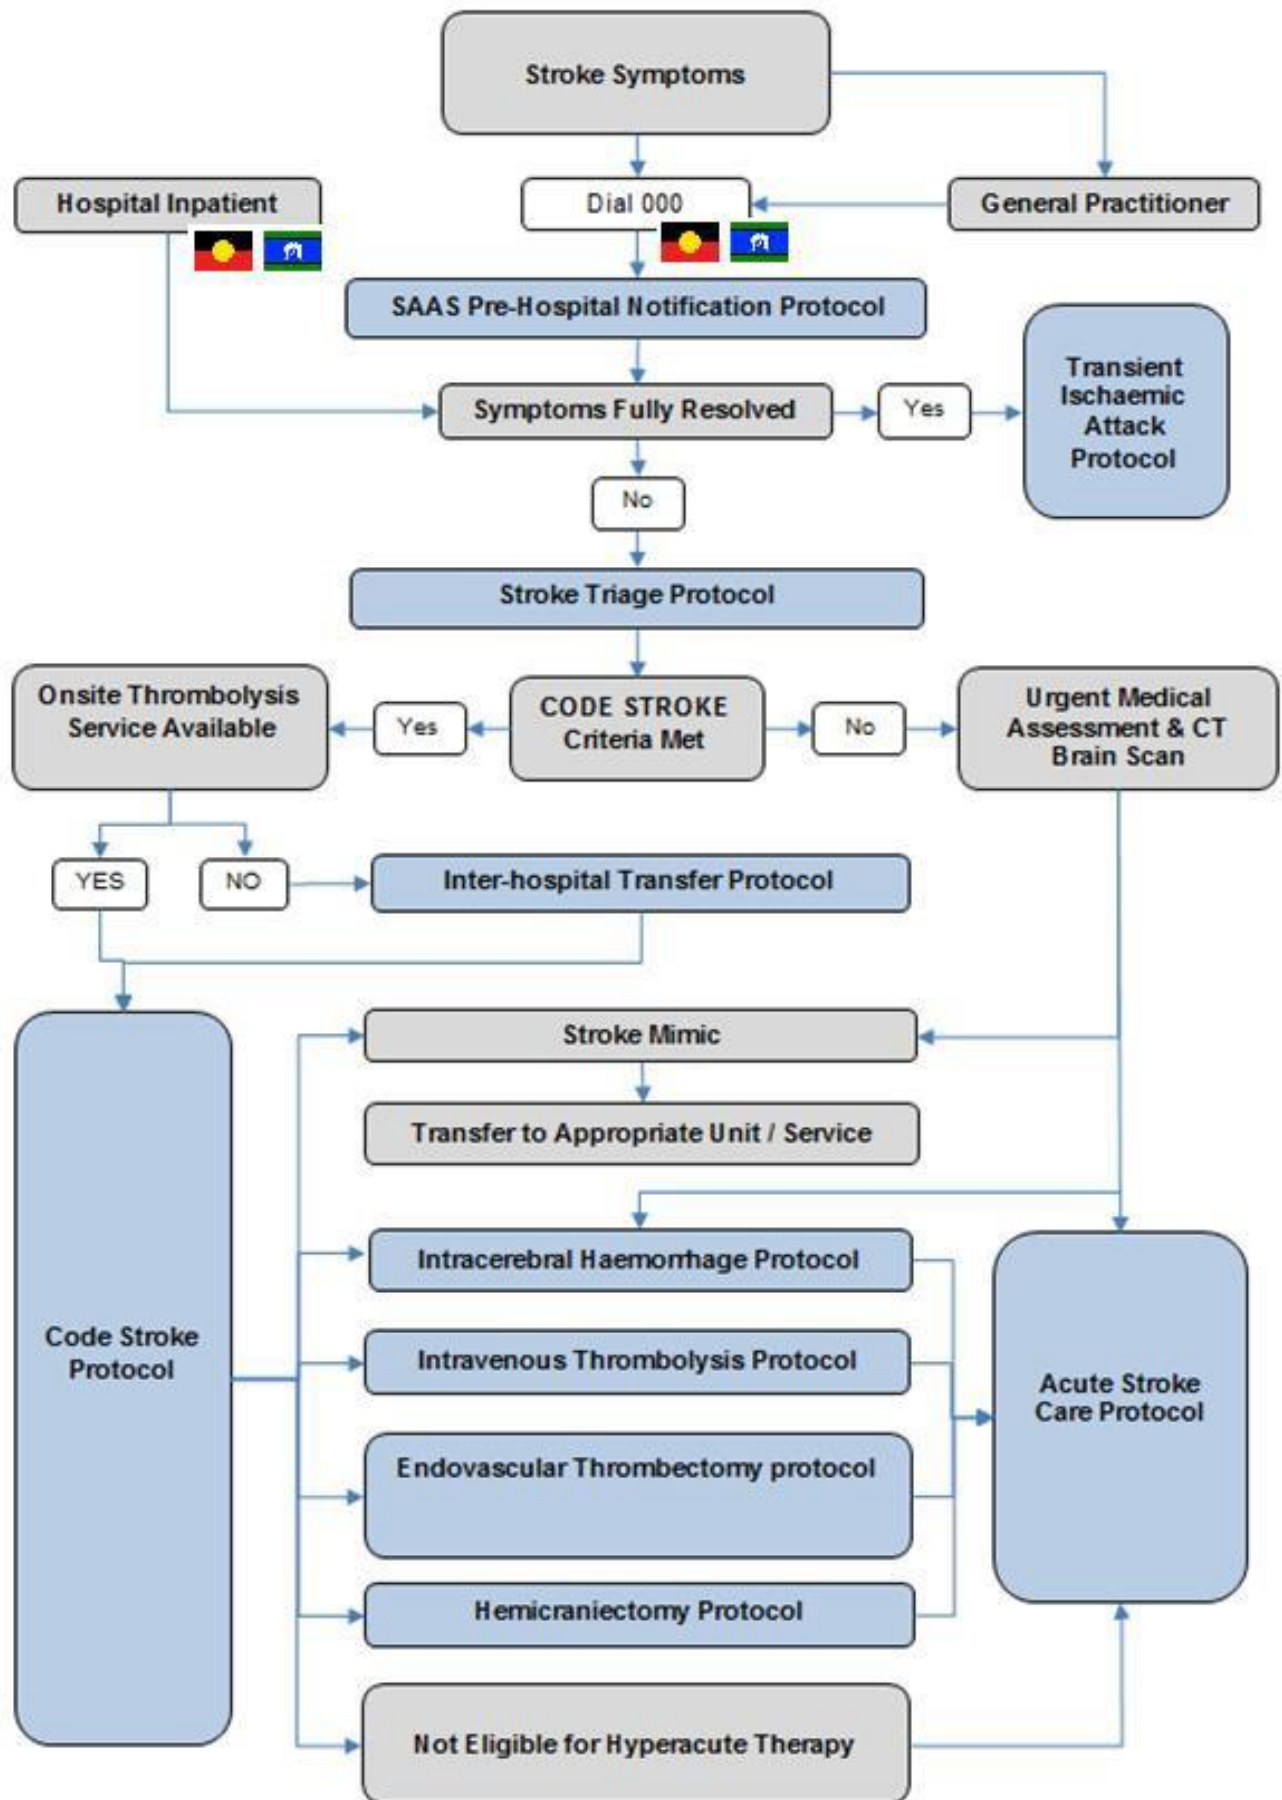 Stroke Symptoms
Hospital Inpatient
Dial 000
General Practitioner
SAAS Pre-Hospital Notification Protocol
Transient
Ischaemic
Attack
Protocol
Symptoms Fully Resolved
Yes
No
Stroke Triage Protocol
Onsite Thrombolysis
Service Available
Yes
CODE STROKE
Criteria Met
No
Urgent Medical
Assessment & CT
Brain Scan
YES
NO
Inter-hospital Transfer Protocol
Stroke Mimic
Transfer to Appropriate Unit / Service
Code Stroke
Protocol
Intracerebral Haemorrhage Protocol
Intravenous Thrombolysis Protocol
Endovascular Thrombectomy protocol
Hemicraniectomy Protocol
Not Eligible for Hyperacute Therapy
Acute Stroke
Care Protocol